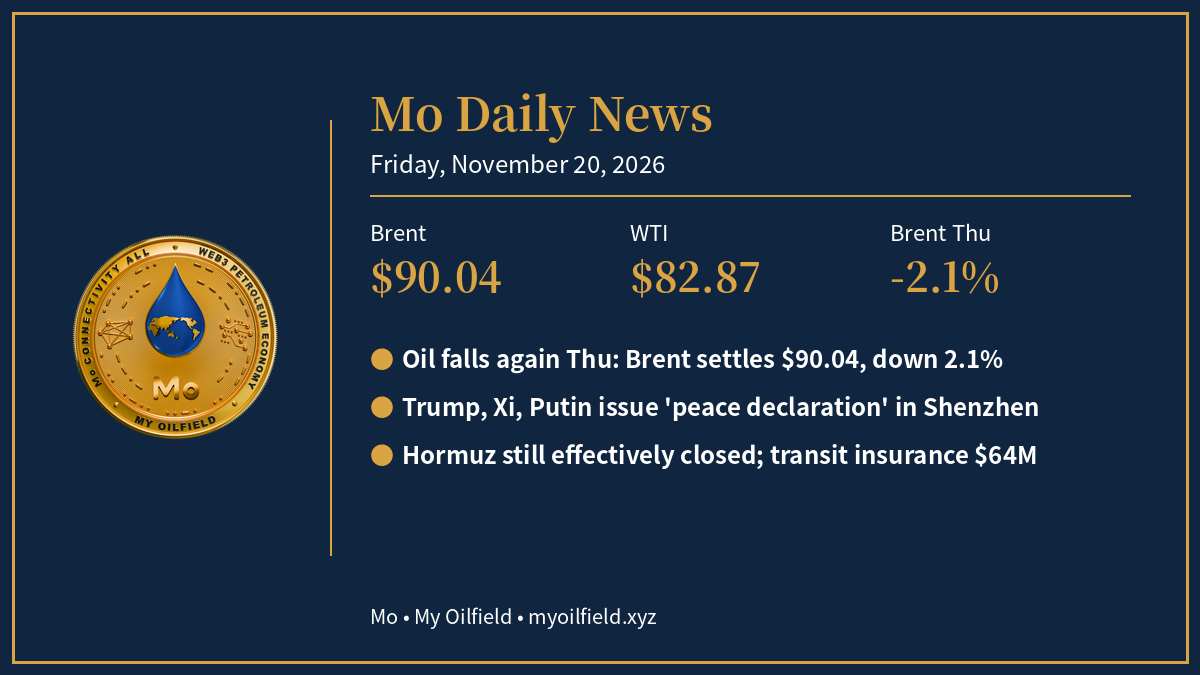 Mo Daily News
Friday, November 20, 2026
Brent WTI Brent Thu
$90.04 $82.87 -2.1%
Oil falls again Thu: Brent settles $90.04, down 2.1%
Trump, Xi, Putin issue 'peace declaration' in Shenzhen
Hormuz still effectively closed; transit insurance $64M
Mo CONNECTIVITY ALL
WEB3 PETROLEUM ECONOMY
Mo
MY OILFIELD
Mo • My Oilfield • myoilfield.xyz